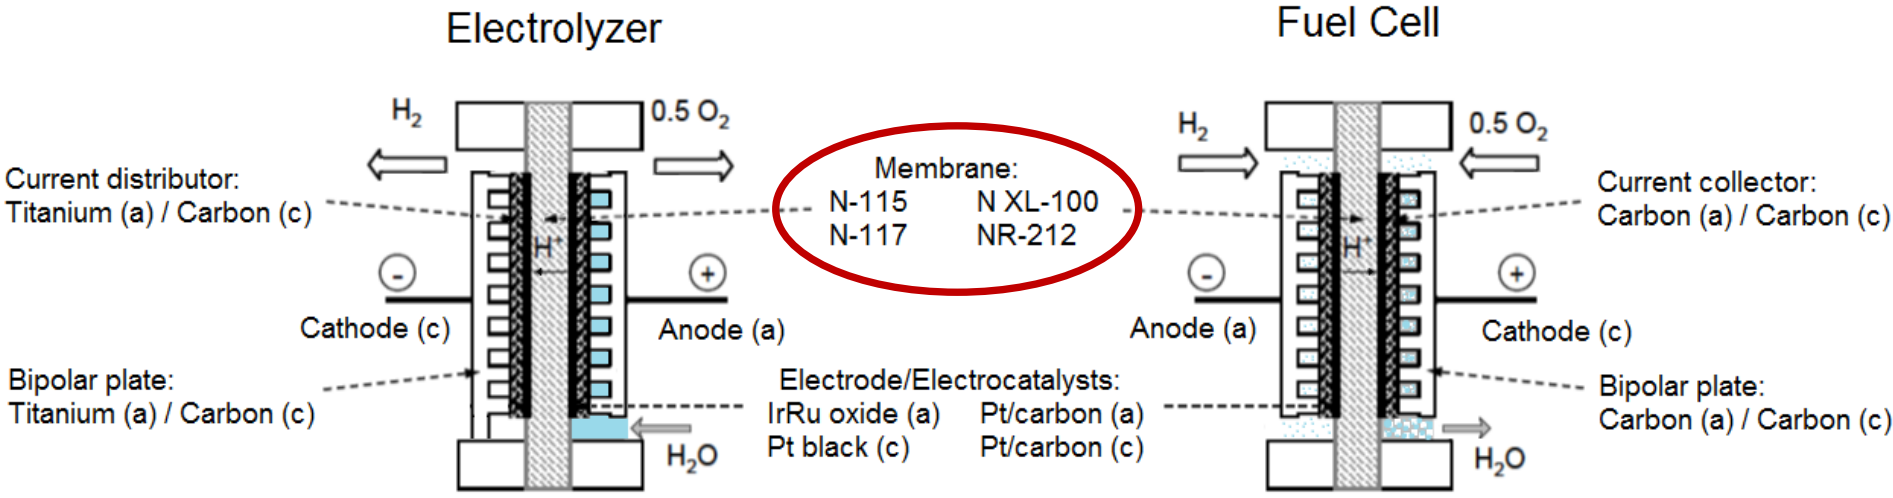 Electrolyzer
Fuel Cell
H₂
0.5 O₂
H₂
0.5 O₂
Membrane:
N-115 N XL-100
N-117 NR-212
Current distributor:
Titanium (a) / Carbon (c)
Current collector:
Carbon (a) / Carbon (c)
H⁺
H⁺
-
+
-
+
Cathode (c)
Anode (a)
Anode (a)
Cathode (c)
Bipolar plate:
Titanium (a) / Carbon (c)
Electrode/Electrocatalysts:
IrRu oxide (a) Pt/carbon (a)
Pt black (c) Pt/carbon (c)
Bipolar plate:
Carbon (a) / Carbon (c)
H₂O
H₂O